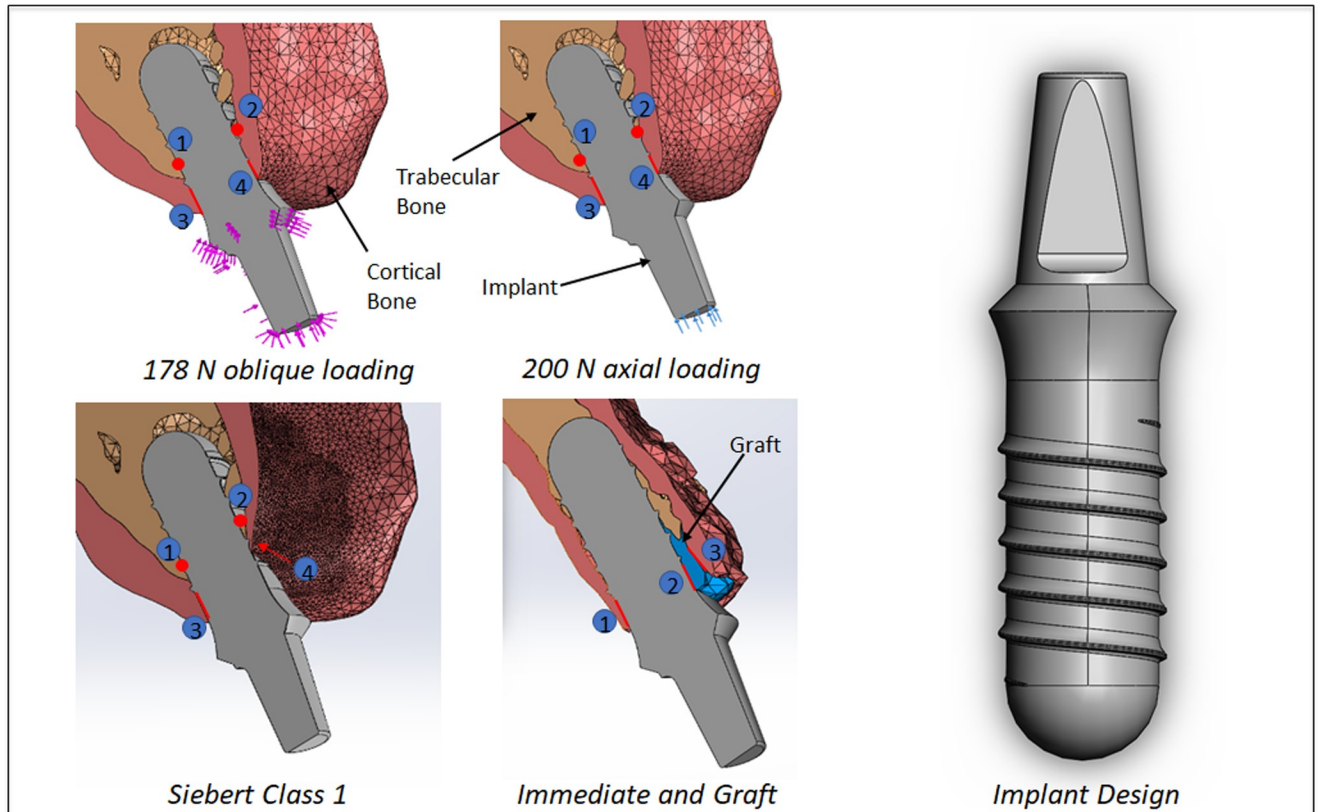 1
2
3
4
178 N oblique loading
1
2
3
4
Trabecular
Bone
Cortical
Bone
Implant
200 N axial loading
1
2
3
4
Siebert Class 1
Graft
1
2
3
Immediate and Graft
Implant Design